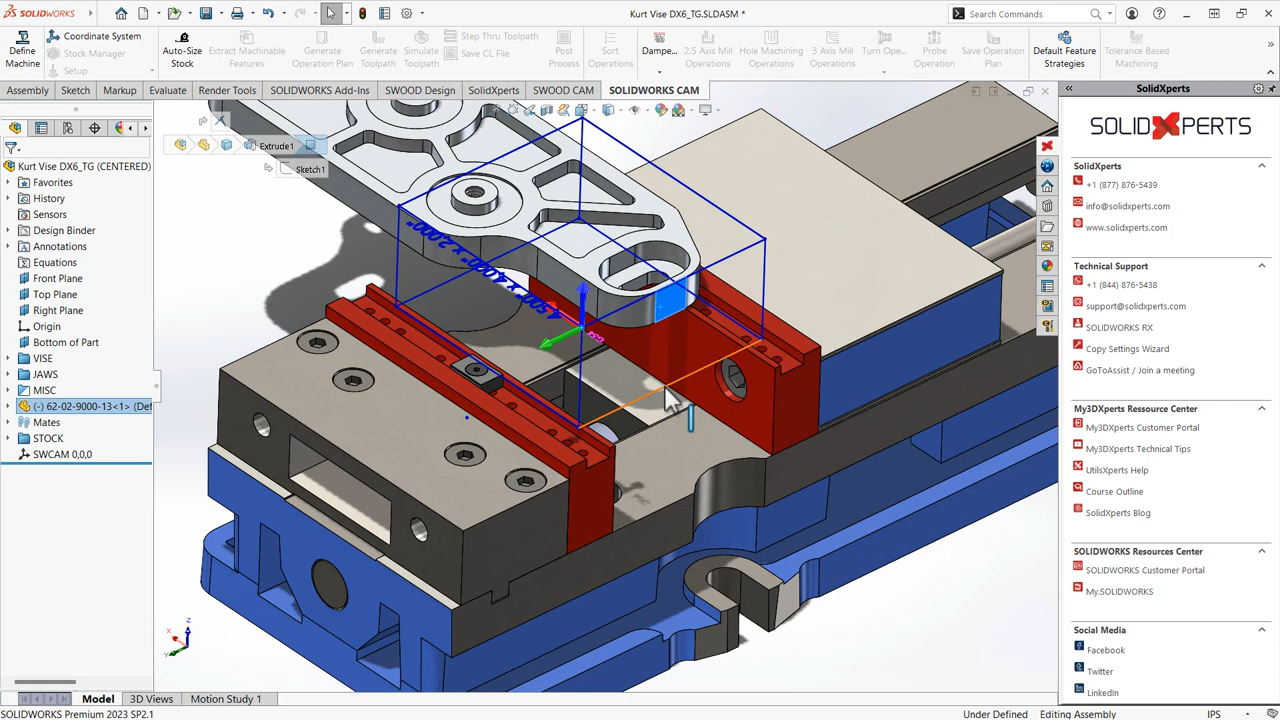 SOLIDWORKS
Kurt Vise DX6_TG.SLDASM *
Search Commands
Define Machine
Coordinate System
Stock Manager
Setup
Auto-Size Stock
Extract Machinable Features
Generate Operation Plan
Generate Toolpath
Simulate Toolpath
Step Thru Toolpath
Save CL File
Post Process
Sort Operations
Dampe...
2.5 Axis Mill Operations
Hole Machining Operations
3 Axis Mill Operations
Turn Ope...
Probe Operation
Save Operation Plan
Default Feature Strategies
Tolerance Based Machining
Assembly
Sketch
Markup
Evaluate
Render Tools
SOLIDWORKS Add-Ins
SWOOD Design
SolidXperts
SWOOD CAM
SOLIDWORKS CAM
Kurt Vise DX6_TG (CENTERED)
Favorites
History
Sensors
Design Binder
Annotations
Equations
Front Plane
Top Plane
Right Plane
Origin
Bottom of Part
VISE
JAWS
MISC
(-) 62-02-9000-13<1> (Def
Mates
STOCK
SWCAM 0,0,0
Extrude1
Sketch1
4.500" x 4.000" x 2.000"
X
Y
Z
SolidXperts
SOLIDXPERTS
SolidXperts
+1 (877) 876-5439
info@solidxperts.com
www.solidxperts.com
Technical Support
+1 (844) 876-5438
support@solidxperts.com
SOLIDWORKS RX
Copy Settings Wizard
GoToAssist / Join a meeting
My3DXperts Ressource Center
My3DXperts Customer Portal
My3DXperts Technical Tips
UtilsXperts Help
Course Outline
SolidXperts Blog
SOLIDWORKS Resources Center
SOLIDWORKS Customer Portal
My.SOLIDWORKS
Social Media
Facebook
Twitter
LinkedIn
Model
3D Views
Motion Study 1
SOLIDWORKS Premium 2023 SP2.1
Under Defined
Editing Assembly
IPS